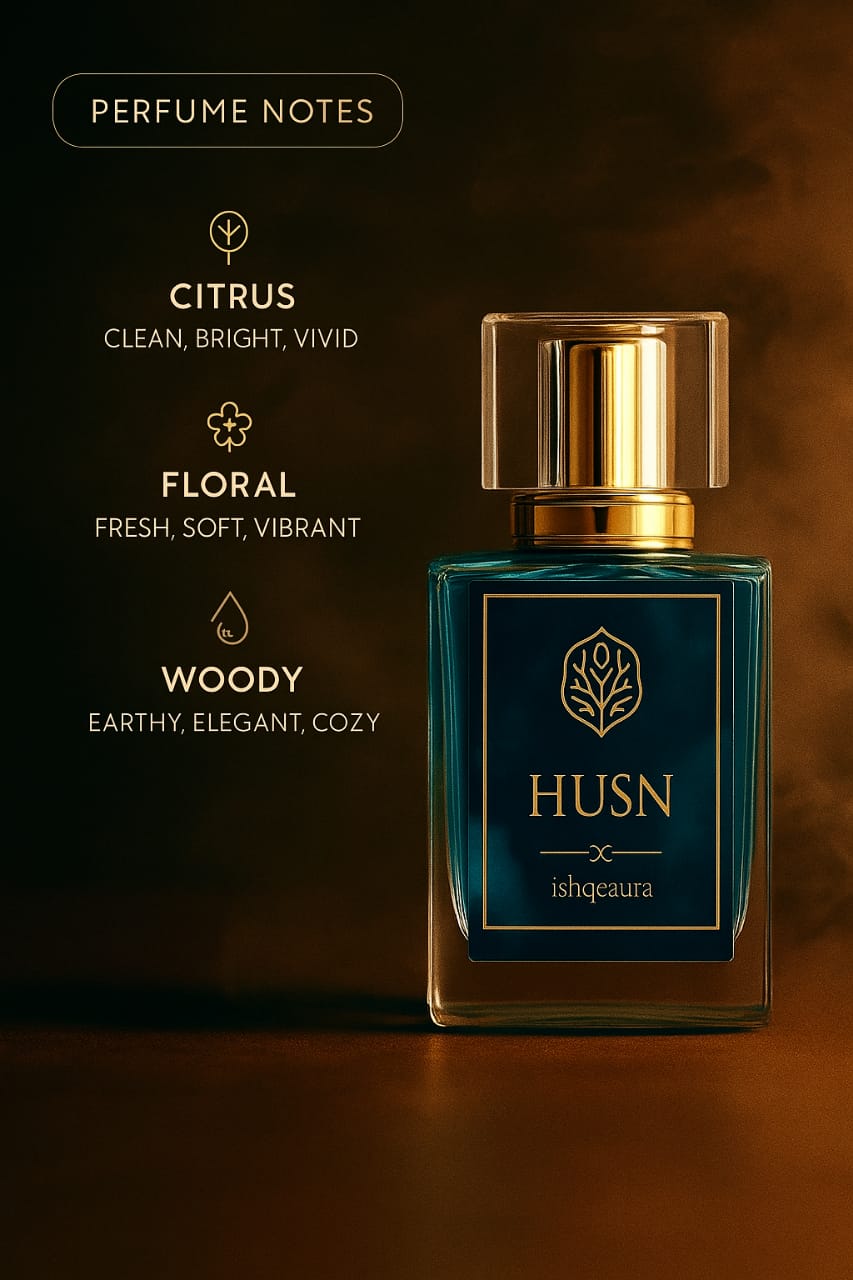 PERFUME NOTES
CITRUS
CLEAN, BRIGHT, VIVID
FLORAL
FRESH, SOFT, VIBRANT
WOODY
EARTHY, ELEGANT, COZY
HUSN
ishqeaura